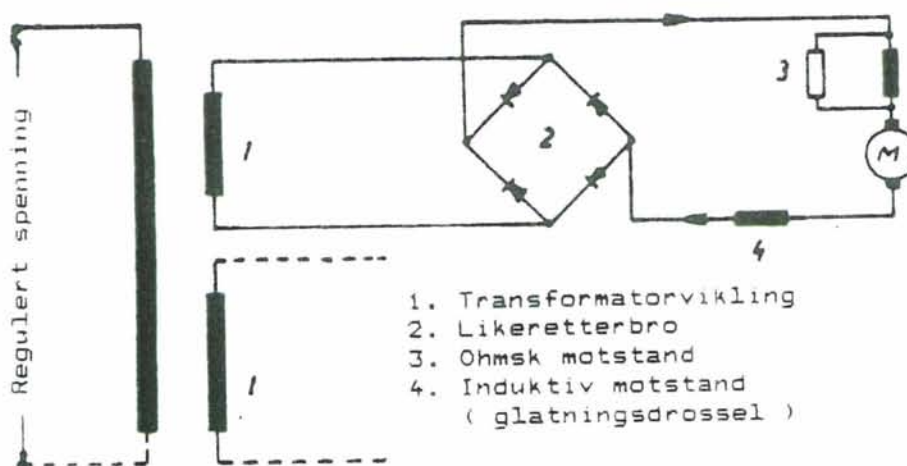 Regulert spenning
1
2
3
M
4
1
1. Transformatorvikling
2. Likeretterbro
3. Ohmsk motstand
4. Induktiv motstand
( glatningsdrossel )